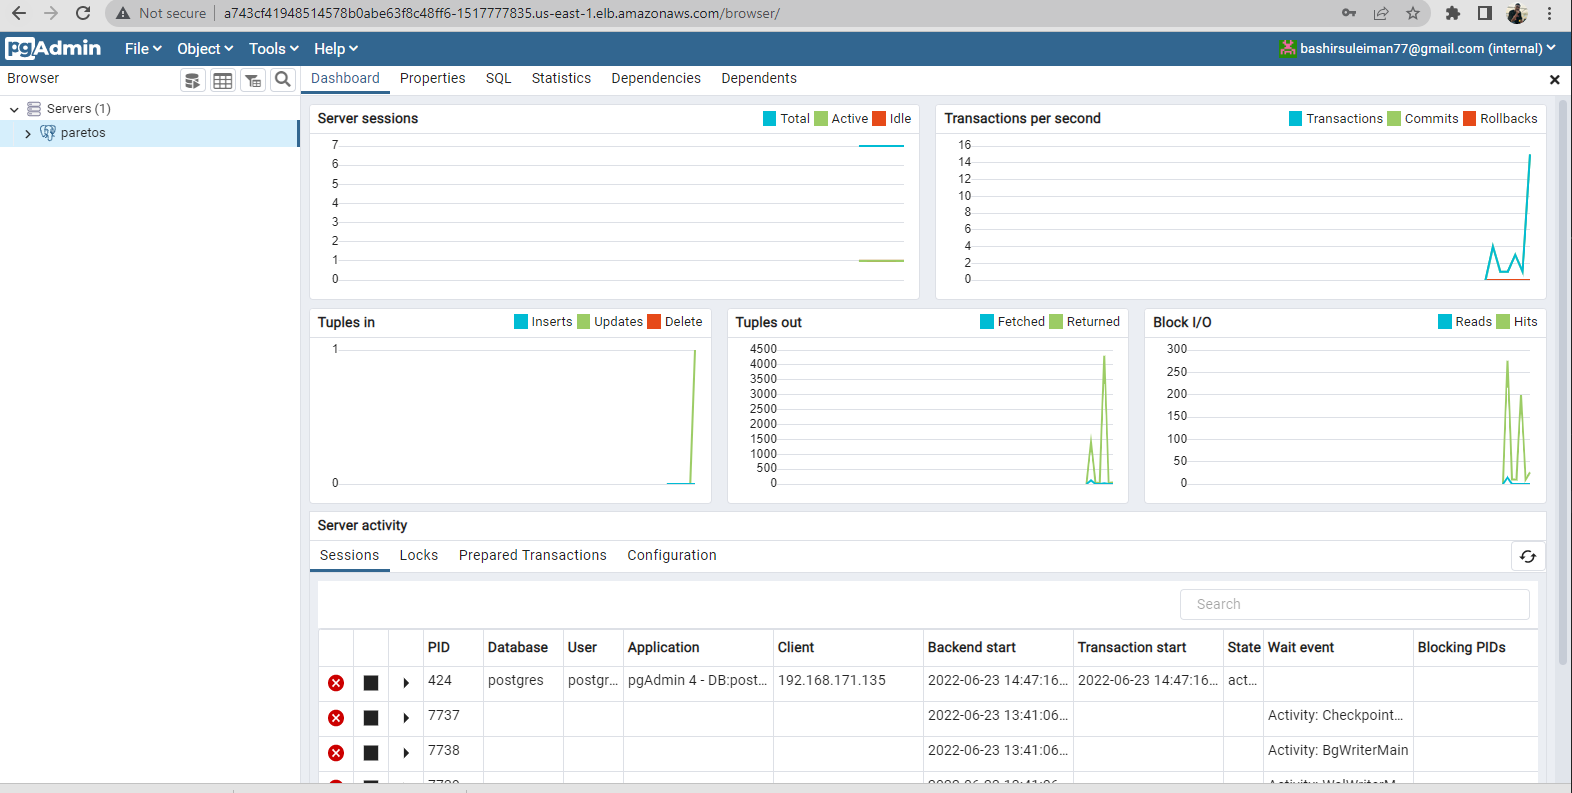 Not secure | a743cf41948514578b0abe63f8c48ff6-1517777835.us-east-1.elb.amazonaws.com/browser/
pgAdmin File Object Tools Help bashirsuleiman77@gmail.com (internal)
Browser Dashboard Properties SQL Statistics Dependencies Dependents
Servers (1)
paretos
Server sessions Total Active Idle
7
6
5
4
3
2
1
0
Transactions per second Transactions Commits Rollbacks
16
14
12
10
8
6
4
2
0
Tuples in Inserts Updates Delete
1
0
Tuples out Fetched Returned
4500
4000
3500
3000
2500
2000
1500
1000
500
0
Block I/O Reads Hits
300
250
200
150
100
50
0
Server activity
Sessions Locks Prepared Transactions Configuration
Search
PID Database User Application Client Backend start Transaction start State Wait event Blocking PIDs
424 postgres postgr... pgAdmin 4 - DB:post... 192.168.171.135 2022-06-23 14:47:16... 2022-06-23 14:47:16... act...
7737 2022-06-23 13:41:06... Activity: Checkpoint...
7738 2022-06-23 13:41:06... Activity: BgWriterMain